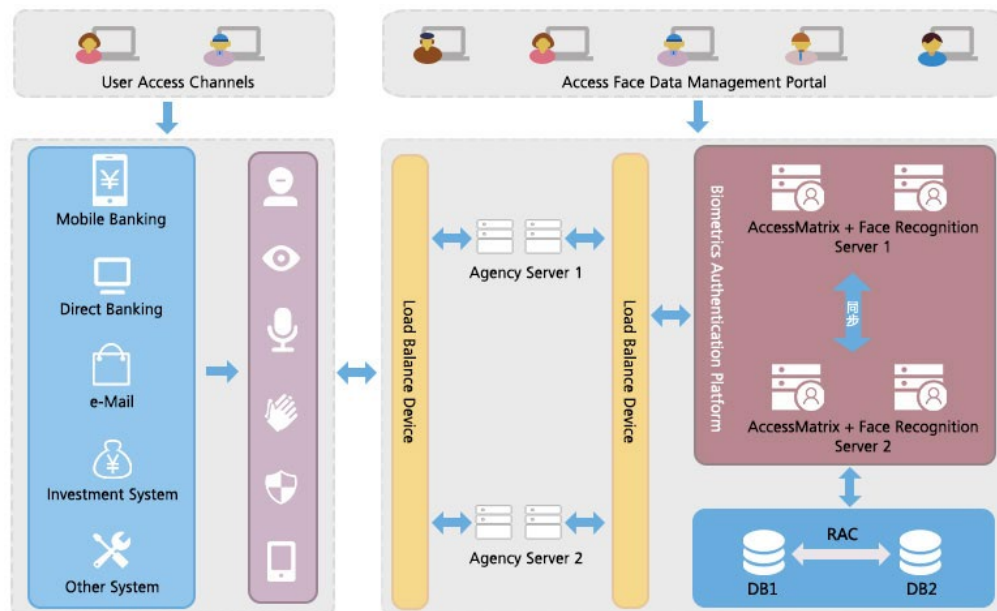 User Access Channels
Access Face Data Management Portal
¥
Mobile Banking
Direct Banking
e-Mail
¥
Investment System
Other System
Load Balance Device
Agency Server 1
Agency Server 2
Load Balance Device
Biometrics Authentication Platform
AccessMatrix + Face Recognition
Server 1
同步
AccessMatrix + Face Recognition
Server 2
RAC
DB1
DB2